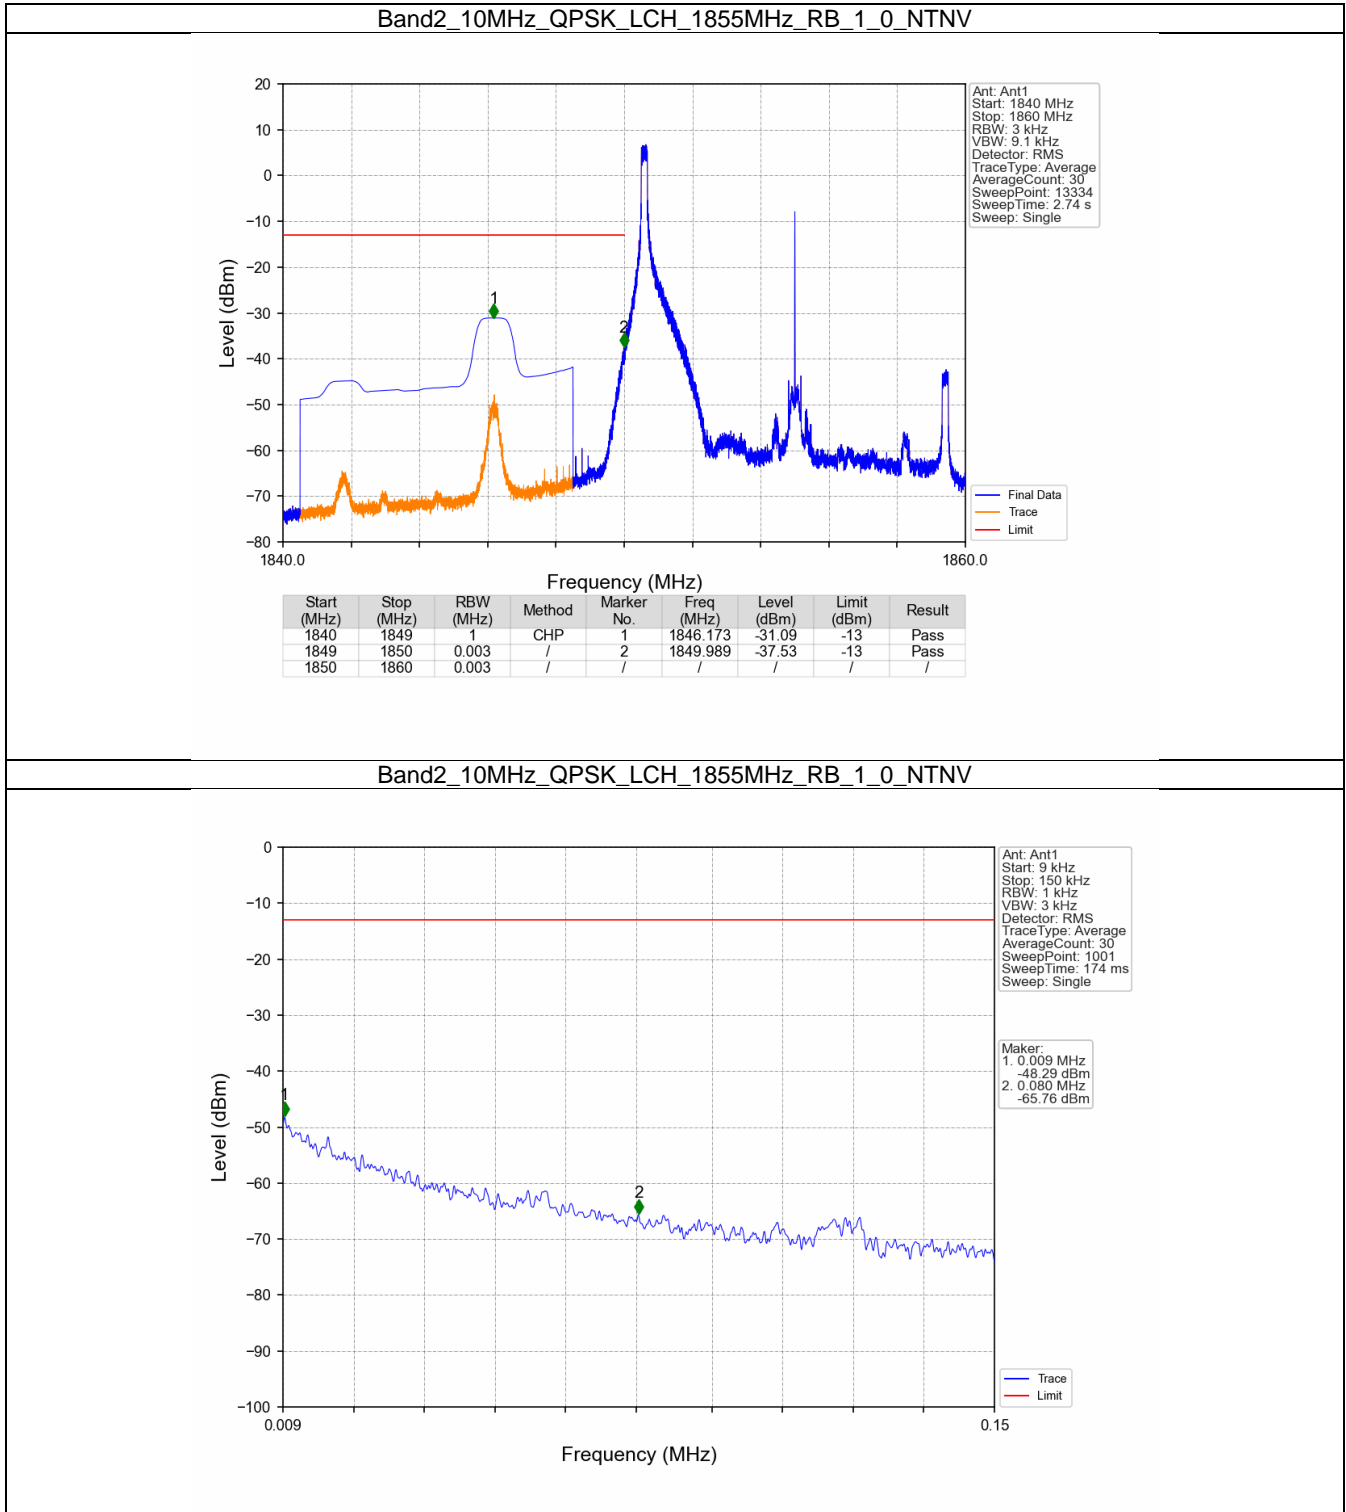 Band2_10MHz_QPSK_LCH_1855MHz_RB_1_0_NTNV
20
10
0
−10
−20
−30
−40
−50
−60
−70
−80
Level (dBm)
1
2
1840.0
1860.0
Frequency (MHz)
Ant: Ant1
Start: 1840 MHz
Stop: 1860 MHz
RBW: 3 kHz
VBW: 9.1 kHz
Detector: RMS
TraceType: Average
AverageCount: 30
SweepPoint: 13334
SweepTime: 2.74 s
Sweep: Single
Final Data
Trace
Limit
Start (MHz) Stop (MHz) RBW (MHz) Method Marker No. Freq (MHz) Level (dBm) Limit (dBm) Result
1840 1849 1 CHP 1 1846.173 -31.09 -13 Pass
1849 1850 0.003 / 2 1849.989 -37.53 -13 Pass
1850 1860 0.003 / / / / / /
Band2_10MHz_QPSK_LCH_1855MHz_RB_1_0_NTNV
0
−10
−20
−30
−40
−50
−60
−70
−80
−90
−100
Level (dBm)
1
2
0.009
0.15
Frequency (MHz)
Ant: Ant1
Start: 9 kHz
Stop: 150 kHz
RBW: 1 kHz
VBW: 3 kHz
Detector: RMS
TraceType: Average
AverageCount: 30
SweepPoint: 1001
SweepTime: 174 ms
Sweep: Single
Maker:
1. 0.009 MHz
-48.29 dBm
2. 0.080 MHz
-65.76 dBm
Trace
Limit